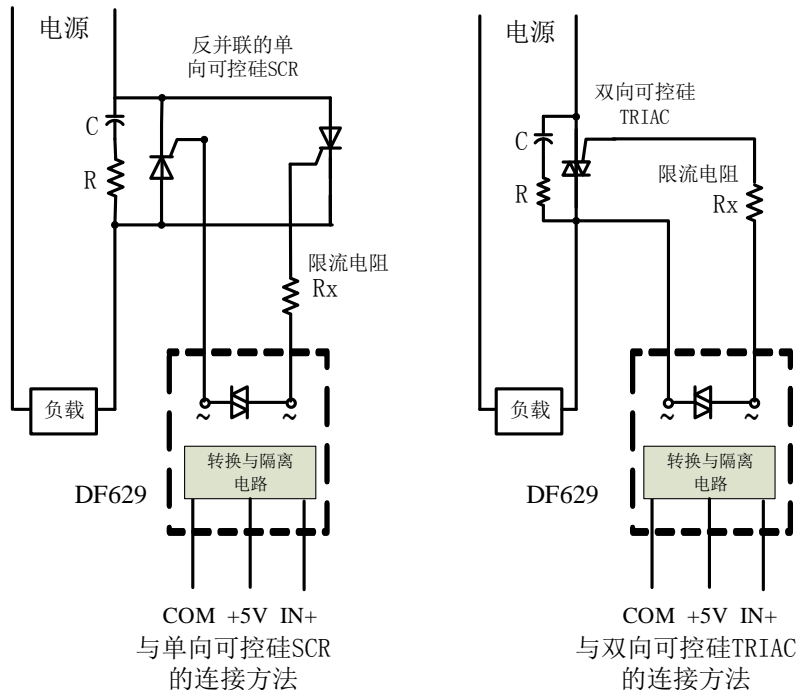 电源
反并联的单
向可控硅SCR
C
R
限流电阻
Rx
负载
~
~
转换与隔离
电路
DF629
COM +5V IN+
与单向可控硅SCR
的连接方法
电源
双向可控硅
TRIAC
C
R
限流电阻
Rx
负载
~
~
转换与隔离
电路
DF629
COM +5V IN+
与双向可控硅TRIAC
的连接方法